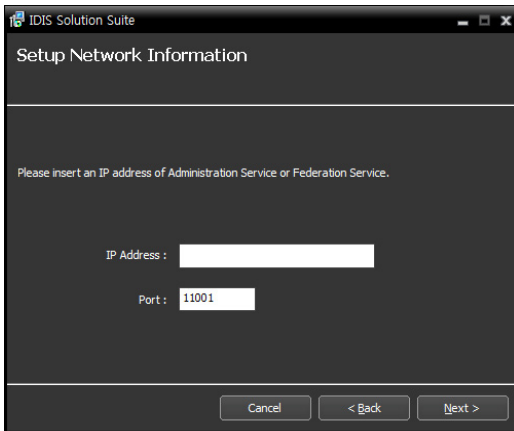 IDIS Solution Suite
Setup Network Information
Please insert an IP address of Administration Service or Federation Service.
IP Address :
Port : 11001
Cancel < Back Next >